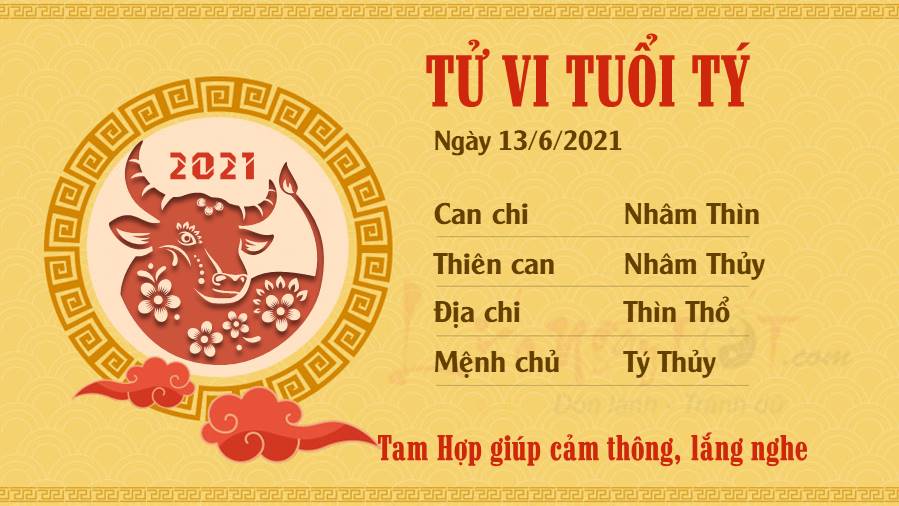 TỬ VI TUỔI TÝ
Ngày 13/6/2021
2021
Can chi Nhâm Thìn
Thiên can Nhâm Thủy
Địa chi Thìn Thổ
Mệnh chủ Tý Thủy
.com
Đón lành - Tránh dữ
Tam Hợp giúp cảm thông, lắng nghe